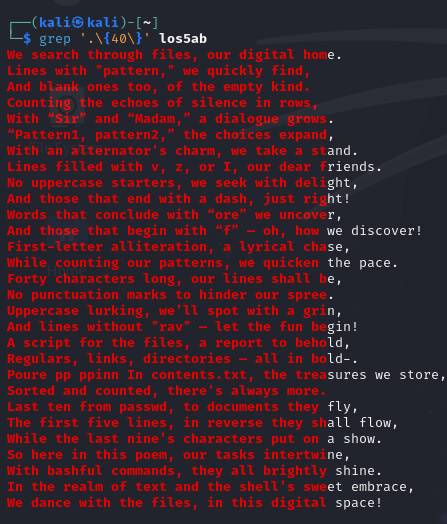 ┌──(kali㉿kali)-[~]
└─$ grep '.\{40\}' los5ab
We search through files, our digital home.
Lines with "pattern," we quickly find,
And blank ones too, of the empty kind.
Counting the echoes of silence in rows,
With “Sir” and “Madam,” a dialogue grows.
“Pattern1, pattern2,” the choices expand,
With an alternator's charm, we take a stand.
Lines filled with v, z, or I, our dear friends.
No uppercase starters, we seek with delight,
And those that end with a dash, just right!
Words that conclude with “ore” we uncover,
And those that begin with “f” — oh, how we discover!
First-letter alliteration, a lyrical chase,
While counting our patterns, we quicken the pace.
Forty characters long, our lines shall be,
No punctuation marks to hinder our spree.
Uppercase lurking, we'll spot with a grin,
And lines without "rav" — let the fun begin!
A script for the files, a report to behold,
Regulars, links, directories — all in bold-.
Poure pp ppinn In contents.txt, the treasures we store,
Sorted and counted, there's always more.
Last ten from passwd, to documents they fly,
The first five lines, in reverse they shall flow,
While the last nine's characters put on a show.
So here in this poem, our tasks intertwine,
With bashful commands, they all brightly shine.
In the realm of text and the shell's sweet embrace,
We dance with the files, in this digital space!